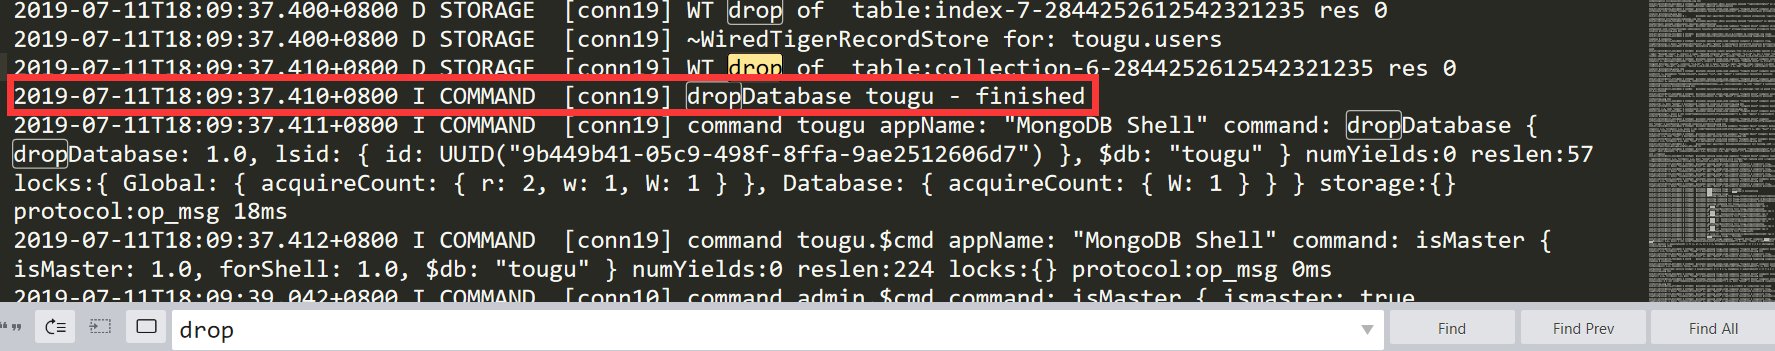 2019-07-11T18:09:37.400+0800 D STORAGE  [conn19] WT drop of  table:index-7-2844252612542321235 res 0
2019-07-11T18:09:37.400+0800 D STORAGE  [conn19] ~WiredTigerRecordStore for: tougu.users
2019-07-11T18:09:37.410+0800 D STORAGE  [conn19] WT drop of  table:collection-6-2844252612542321235 res 0
2019-07-11T18:09:37.410+0800 I COMMAND  [conn19] dropDatabase tougu - finished
2019-07-11T18:09:37.411+0800 I COMMAND  [conn19] command tougu appName: "MongoDB Shell" command: dropDatabase {
dropDatabase: 1.0, lsid: { id: UUID("9b449b41-05c9-498f-8ffa-9ae2512606d7") }, $db: "tougu" } numYields:0 reslen:57
locks:{ Global: { acquireCount: { r: 2, w: 1, W: 1 } }, Database: { acquireCount: { W: 1 } } } storage:{}
protocol:op_msg 18ms
2019-07-11T18:09:37.412+0800 I COMMAND  [conn19] command tougu.$cmd appName: "MongoDB Shell" command: isMaster {
isMaster: 1.0, forShell: 1.0, $db: "tougu" } numYields:0 reslen:224 locks:{} protocol:op_msg 0ms
2019-07-11T18:09:39.042+0800 I COMMAND  [conn10] command admin.$cmd command: isMaster { ismaster: true
drop
Find
Find Prev
Find All